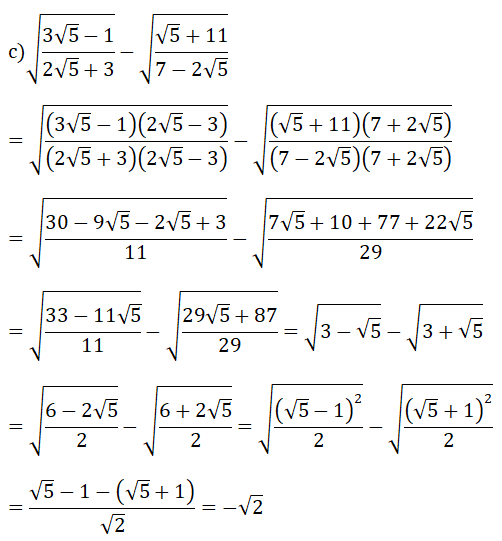 c) √((3√5 − 1)/(2√5 + 3)) − √((√5 + 11)/(7 − 2√5))
= √(((3√5 − 1)(2√5 − 3))/((2√5 + 3)(2√5 − 3))) − √(((√5 + 11)(7 + 2√5))/((7 − 2√5)(7 + 2√5)))
= √((30 − 9√5 − 2√5 + 3)/11) − √((7√5 + 10 + 77 + 22√5)/29)
= √((33 − 11√5)/11) − √((29√5 + 87)/29) = √(3 − √5) − √(3 + √5)
= √((6 − 2√5)/2) − √((6 + 2√5)/2) = √((√5 − 1)²/2) − √((√5 + 1)²/2)
= (√5 − 1 − (√5 + 1))/√2 = −√2